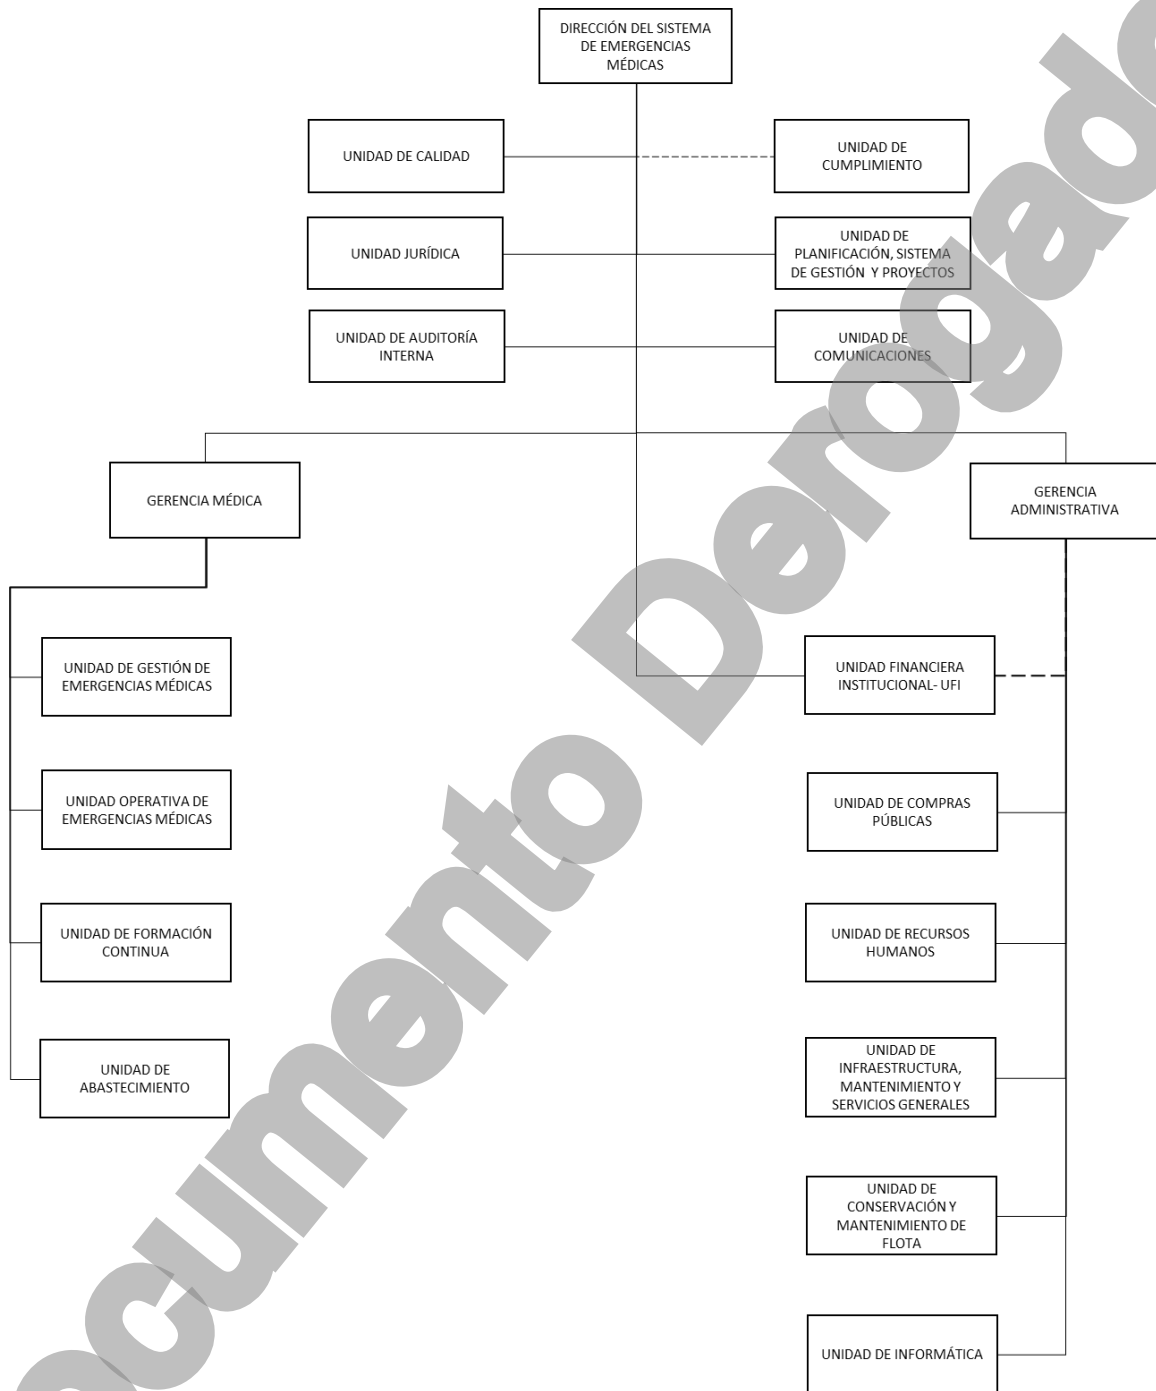 DIRECCIÓN DEL SISTEMA
DE EMERGENCIAS
MÉDICAS
UNIDAD DE CALIDAD
UNIDAD DE
CUMPLIMIENTO
UNIDAD JURÍDICA
UNIDAD DE
PLANIFICACIÓN, SISTEMA
DE GESTIÓN Y PROYECTOS
UNIDAD DE AUDITORÍA
INTERNA
UNIDAD DE
COMUNICACIONES
GERENCIA MÉDICA
GERENCIA
ADMINISTRATIVA
UNIDAD DE GESTIÓN DE
EMERGENCIAS MÉDICAS
UNIDAD FINANCIERA
INSTITUCIONAL- UFI
UNIDAD OPERATIVA DE
EMERGENCIAS MÉDICAS
UNIDAD DE COMPRAS
PÚBLICAS
UNIDAD DE FORMACIÓN
CONTINUA
UNIDAD DE RECURSOS
HUMANOS
UNIDAD DE
ABASTECIMIENTO
UNIDAD DE
INFRAESTRUCTURA,
MANTENIMIENTO Y
SERVICIOS GENERALES
UNIDAD DE
CONSERVACIÓN Y
MANTENIMIENTO DE
FLOTA
UNIDAD DE INFORMÁTICA
ocumento Derogado